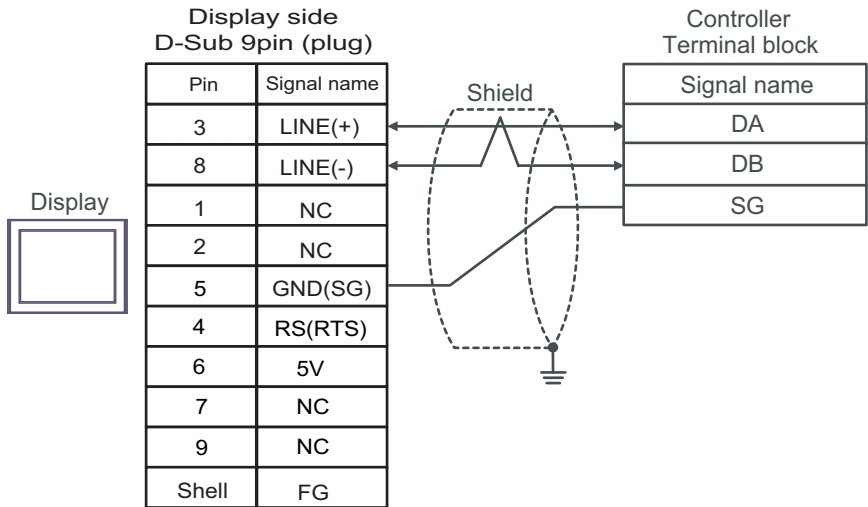 Display side
D-Sub 9pin (plug)
Controller
Terminal block
Pin Signal name
Shield
Signal name
3 LINE(+)
DA
8 LINE(-)
DB
Display
1 NC
SG
2 NC
5 GND(SG)
4 RS(RTS)
6 5V
7 NC
9 NC
Shell FG